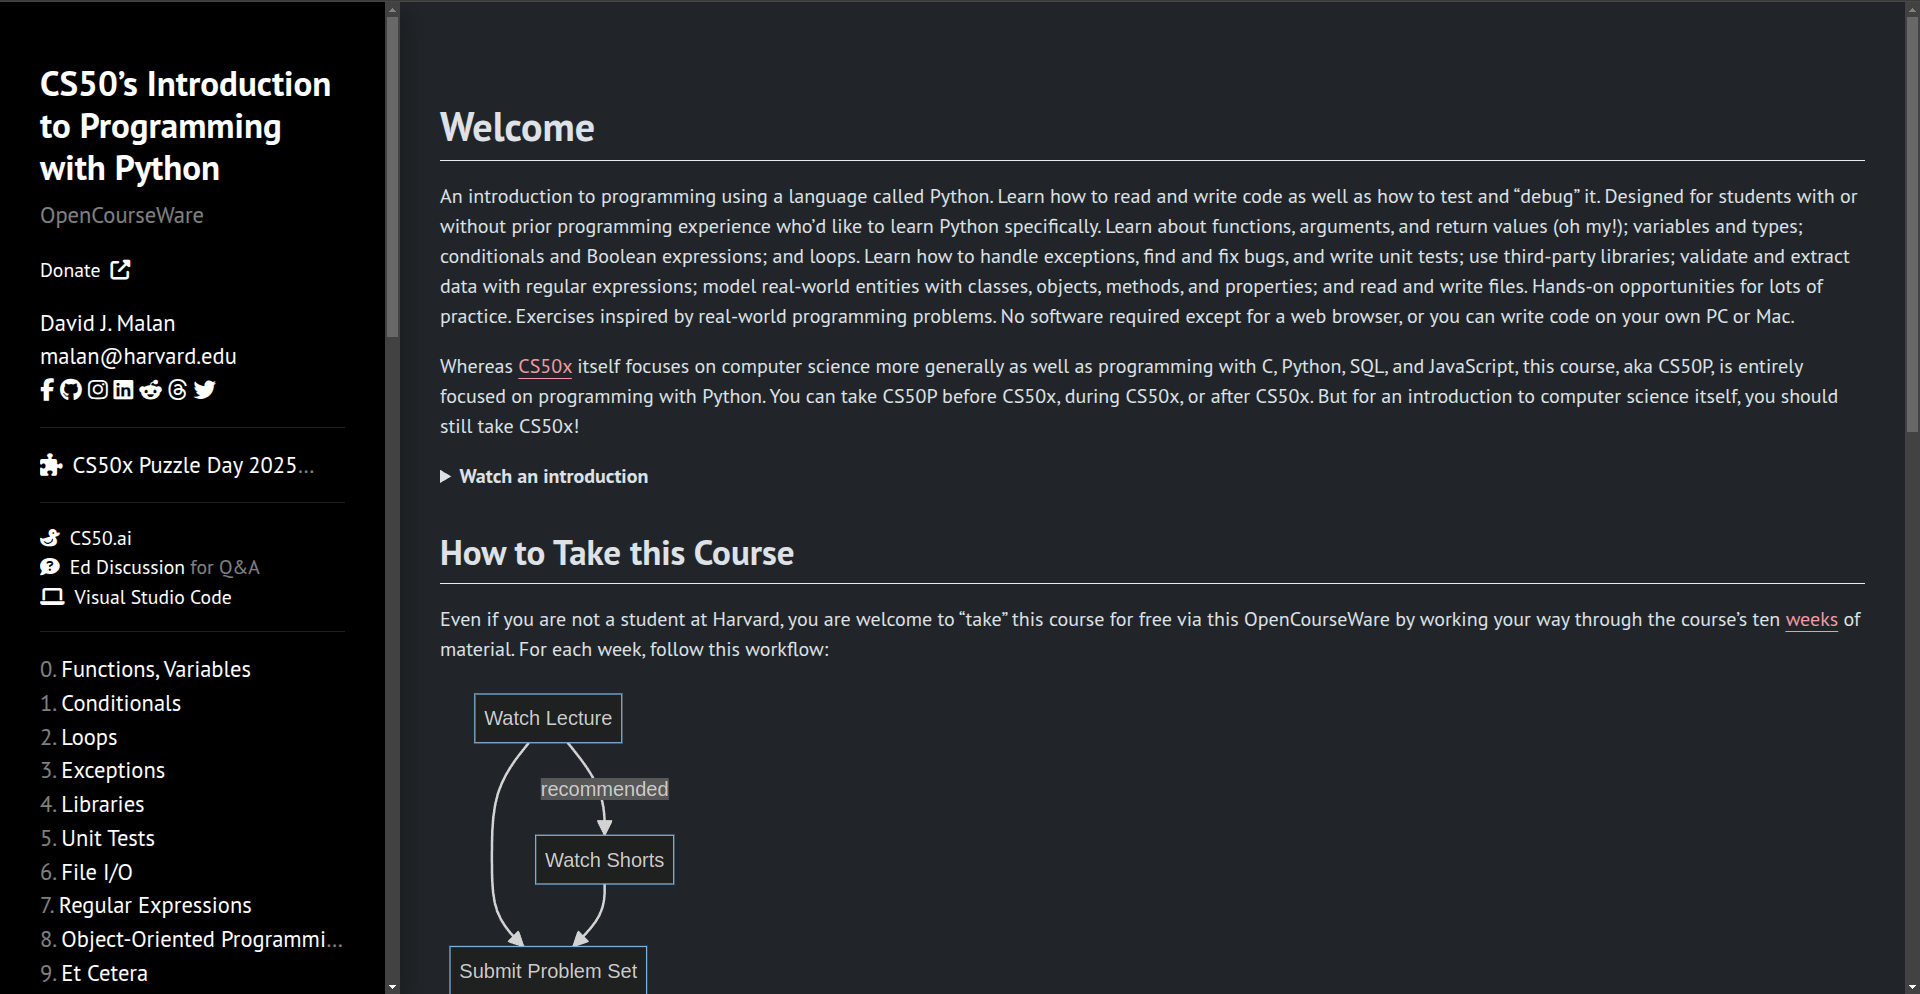 CS50’s Introduction
to Programming
with Python
OpenCourseWare
Donate
David J. Malan
malan@harvard.edu
CS50x Puzzle Day 2025...
CS50.ai
Ed Discussion for Q&A
Visual Studio Code
0. Functions, Variables
1. Conditionals
2. Loops
3. Exceptions
4. Libraries
5. Unit Tests
6. File I/O
7. Regular Expressions
8. Object-Oriented Programmi...
9. Et Cetera
Welcome
An introduction to programming using a language called Python. Learn how to read and write code as well as how to test and “debug” it. Designed for students with or
without prior programming experience who’d like to learn Python specifically. Learn about functions, arguments, and return values (oh my!); variables and types;
conditionals and Boolean expressions; and loops. Learn how to handle exceptions, find and fix bugs, and write unit tests; use third-party libraries; validate and extract
data with regular expressions; model real-world entities with classes, objects, methods, and properties; and read and write files. Hands-on opportunities for lots of
practice. Exercises inspired by real-world programming problems. No software required except for a web browser, or you can write code on your own PC or Mac.
Whereas CS50x itself focuses on computer science more generally as well as programming with C, Python, SQL, and JavaScript, this course, aka CS50P, is entirely
focused on programming with Python. You can take CS50P before CS50x, during CS50x, or after CS50x. But for an introduction to computer science itself, you should
still take CS50x!
Watch an introduction
How to Take this Course
Even if you are not a student at Harvard, you are welcome to “take” this course for free via this OpenCourseWare by working your way through the course’s ten weeks of
material. For each week, follow this workflow:
Watch Lecture
recommended
Watch Shorts
Submit Problem Set